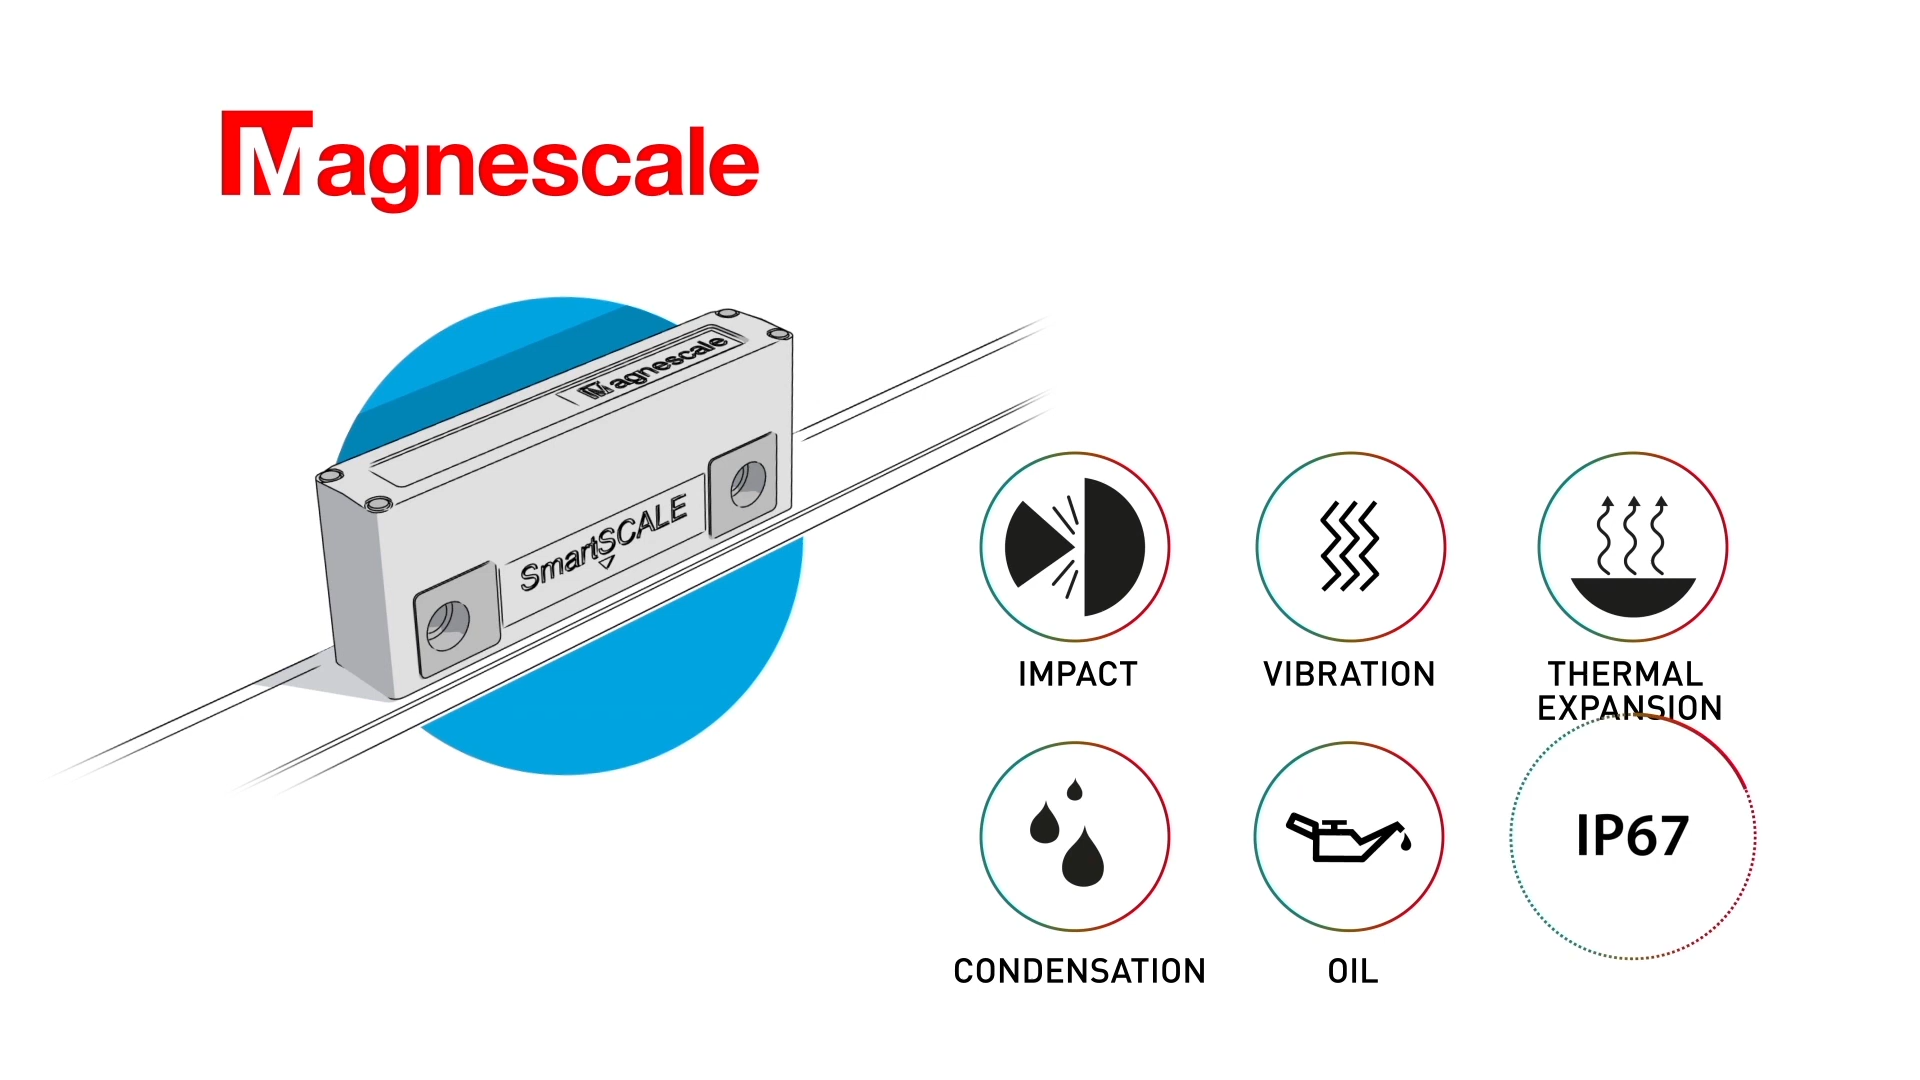 Magnescale
Magnescale
SmartSCALE
IMPACT
VIBRATION
THERMAL
EXPANSION
CONDENSATION
OIL
IP67